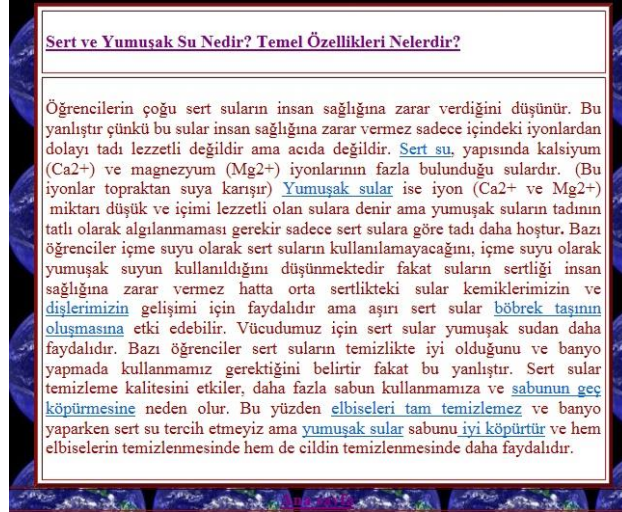 Sert ve Yumuşak Su Nedir? Temel Özellikleri Nelerdir?
Öğrencilerin çoğu sert suların insan sağlığına zarar verdiğini düşünür. Bu
yanlıştır çünkü bu sular insan sağlığına zarar vermez sadece içindeki iyonlardan
dolayı tadı lezzetli değildir ama acıda değildir. Sert su, yapısında kalsiyum
(Ca2+) ve magnezyum (Mg2+) iyonlarının fazla bulunduğu sulardır. (Bu
iyonlar topraktan suya karışır) Yumuşak sular ise iyon (Ca2+ ve Mg2+)
miktarı düşük ve içimi lezzetli olan sulara denir ama yumuşak suların tadının
tatlı olarak algılanmaması gerekir sadece sert sulara göre tadı daha hoştur. Bazı
öğrenciler içme suyu olarak sert suların kullanılamayacağını, içme suyu olarak
yumuşak suyun kullanıldığını düşünmektedir fakat suların sertliği insan
sağlığına zarar vermez hatta orta sertlikteki sular kemiklerimizin ve
dişlerimizin gelişimi için faydalıdır ama aşırı sert sular böbrek taşının
oluşmasına etki edebilir. Vücudumuz için sert sular yumuşak sudan daha
faydalıdır. Bazı öğrenciler sert suların temizlikte iyi olduğunu ve banyo
yapmada kullanmamız gerektiğini belirtir fakat bu yanlıştır. Sert sular
temizleme kalitesini etkiler, daha fazla sabun kullanmamıza ve sabunun geç
köpürmesine neden olur. Bu yüzden elbiseleri tam temizlemez ve banyo
yaparken sert su tercih etmeyiz ama yumuşak sular sabunu iyi köpürtür ve hem
elbiselerin temizlenmesinde hem de cildin temizlenmesinde daha faydalıdır.